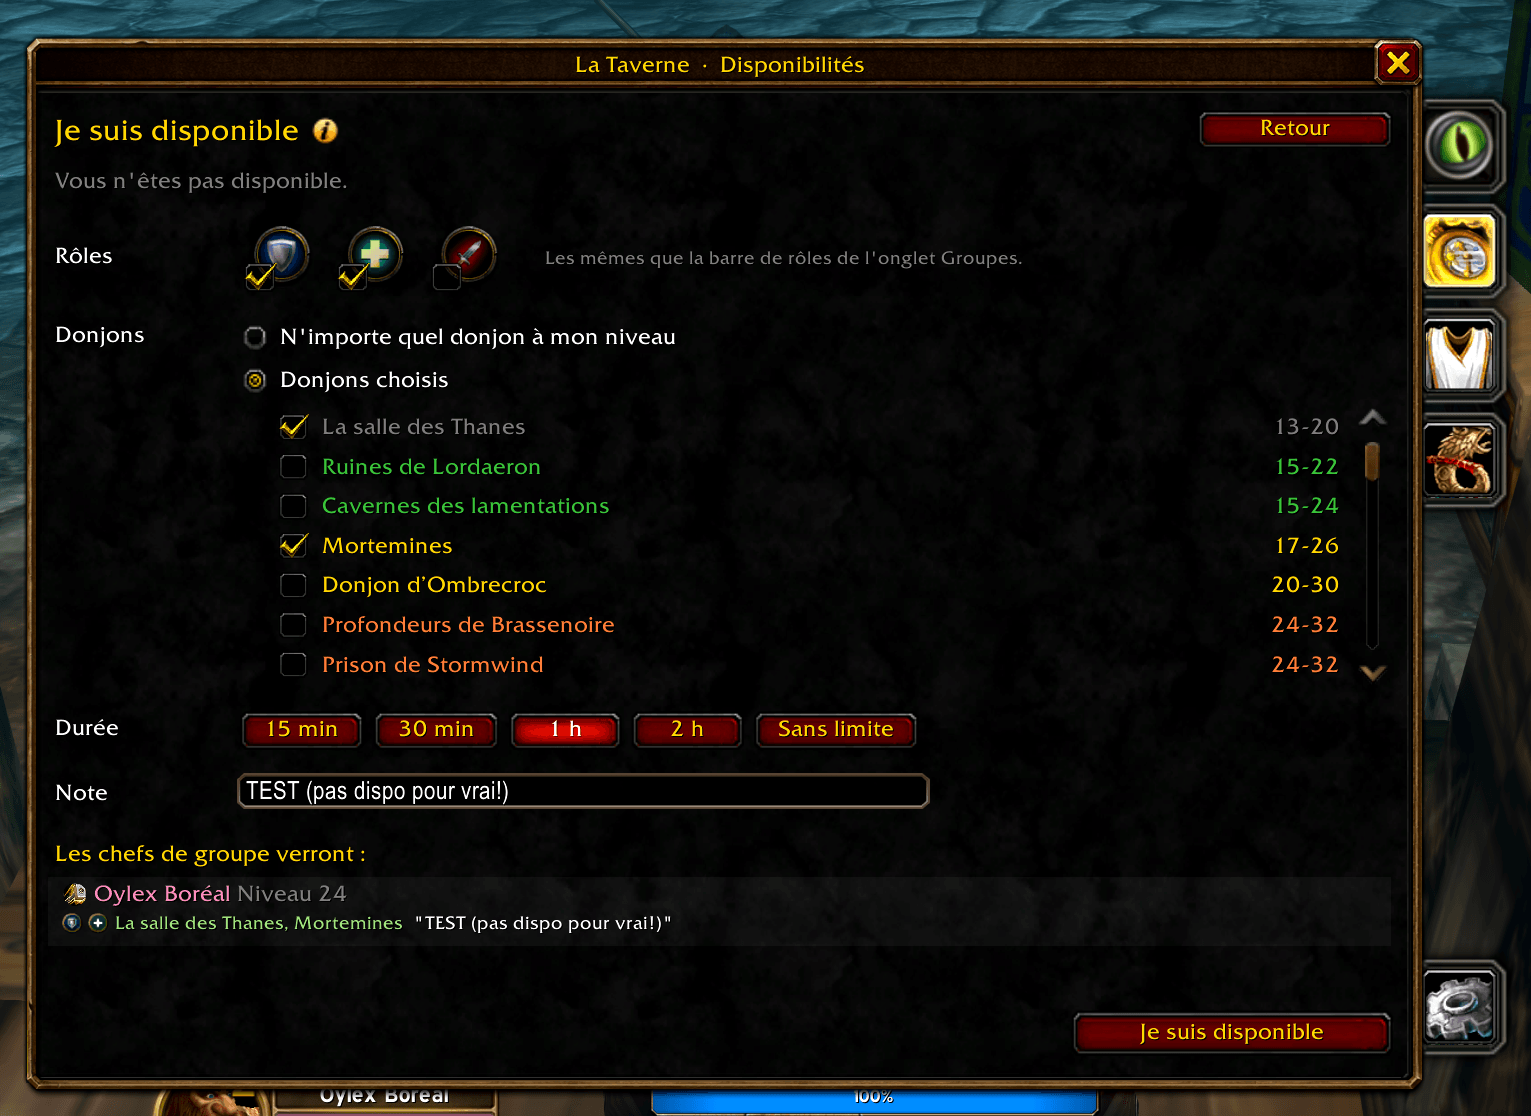 La Taverne · Disponibilités
Je suis disponible
Retour
Vous n'êtes pas disponible.
Rôles
Les mêmes que la barre de rôles de l'onglet Groupes.
Donjons
N'importe quel donjon à mon niveau
Donjons choisis
La salle des Thanes 13-20
Ruines de Lordaeron 15-22
Cavernes des lamentations 15-24
Mortemines 17-26
Donjon d’Ombrecroc 20-30
Profondeurs de Brassenoire 24-32
Prison de Stormwind 24-32
Durée 15 min 30 min 1 h 2 h Sans limite
Note TEST (pas dispo pour vrai!)
Les chefs de groupe verront :
Oylex Boréal Niveau 24
La salle des Thanes, Mortemines "TEST (pas dispo pour vrai!)"
Je suis disponible
Oylex Boréal 100%